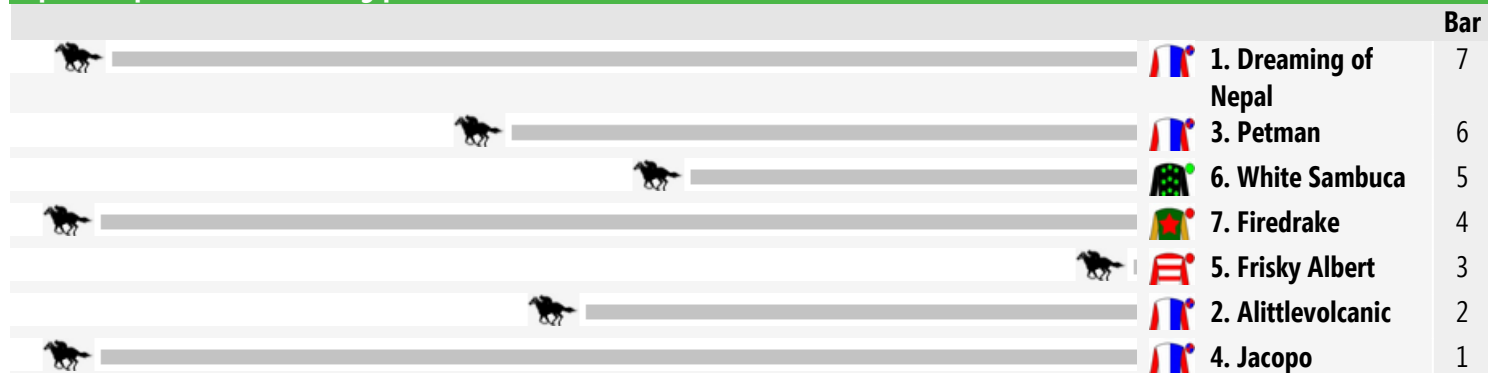 Bar
1. Dreaming of 7
Nepal
3. Petman 6
6. White Sambuca 5
7. Firedrake 4
5. Frisky Albert 3
2. Alittlevolcanic 2
4. Jacopo 1